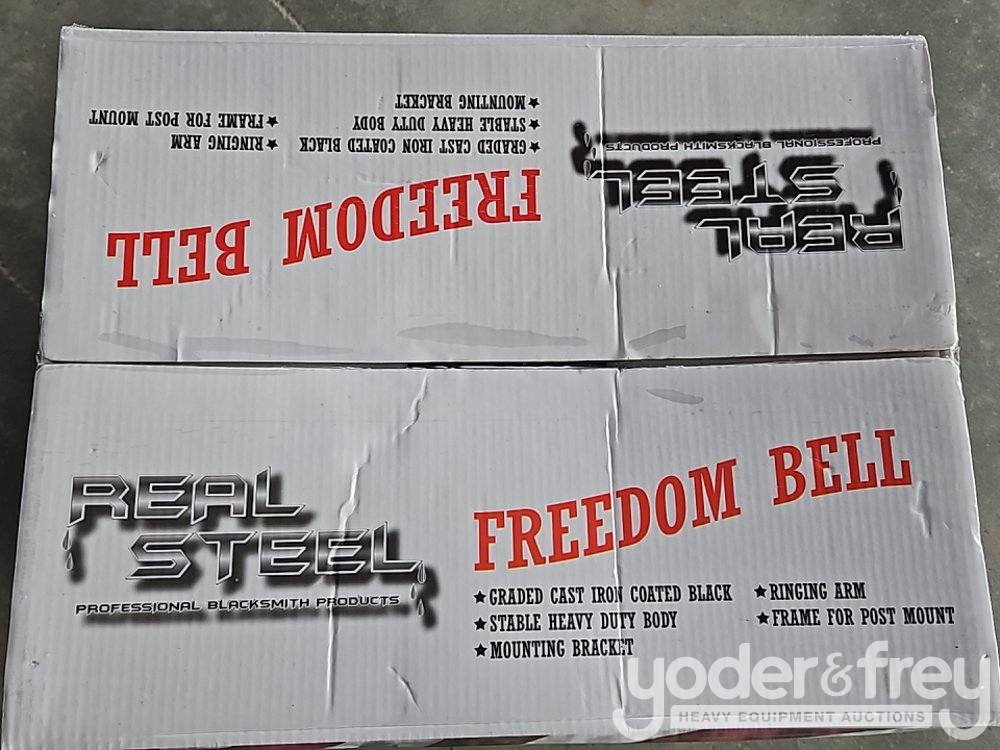 ★ MOUNTING BRACKET
★ STABLE HEAVY DUTY BODY
★ FRAME FOR POST MOUNT
★ GRADED CAST IRON COATED BLACK
★ RINGING ARM
FREEDOM BELL
PROFESSIONAL BLACKSMITH PRODUCTS
REAL
STEEL
REAL
STEEL
PROFESSIONAL BLACKSMITH PRODUCTS
FREEDOM BELL
★ GRADED CAST IRON COATED BLACK
★ RINGING ARM
★ STABLE HEAVY DUTY BODY
★ FRAME FOR POST MOUNT
★ MOUNTING BRACKET
yoder&frey
HEAVY EQUIPMENT AUCTIONS